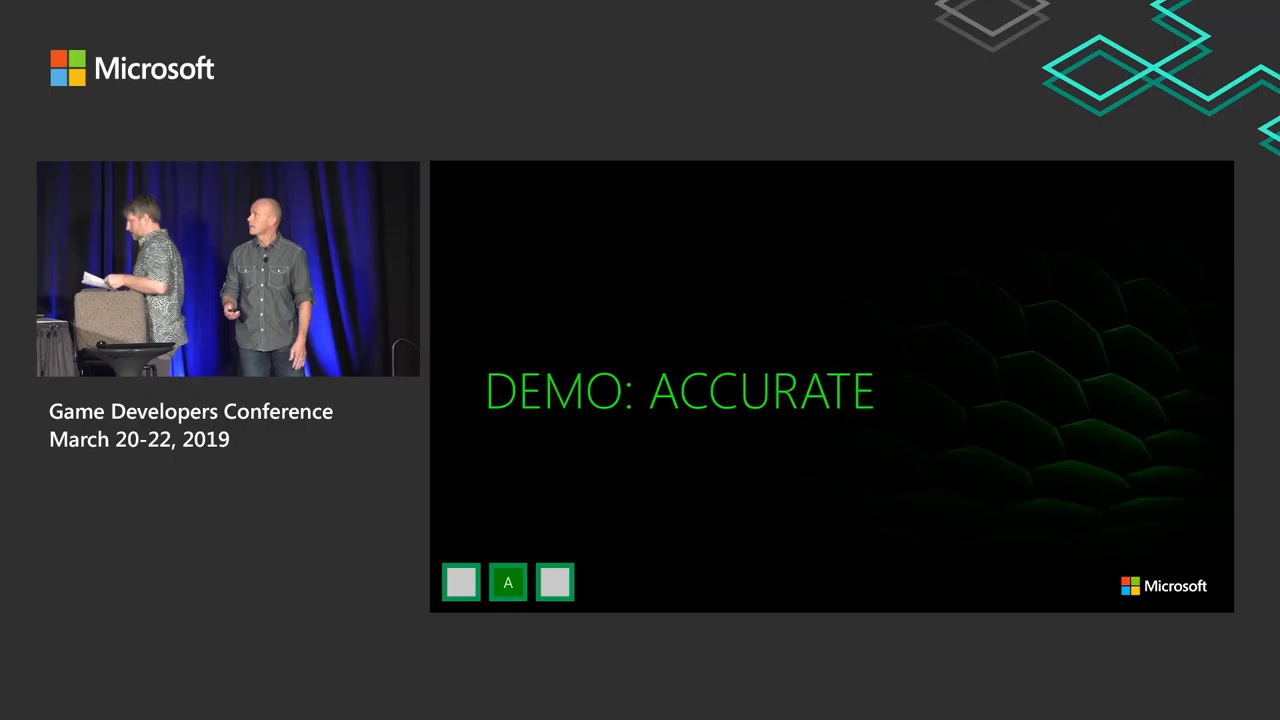 Microsoft
Game Developers Conference
March 20-22, 2019
DEMO: ACCURATE
A
Microsoft